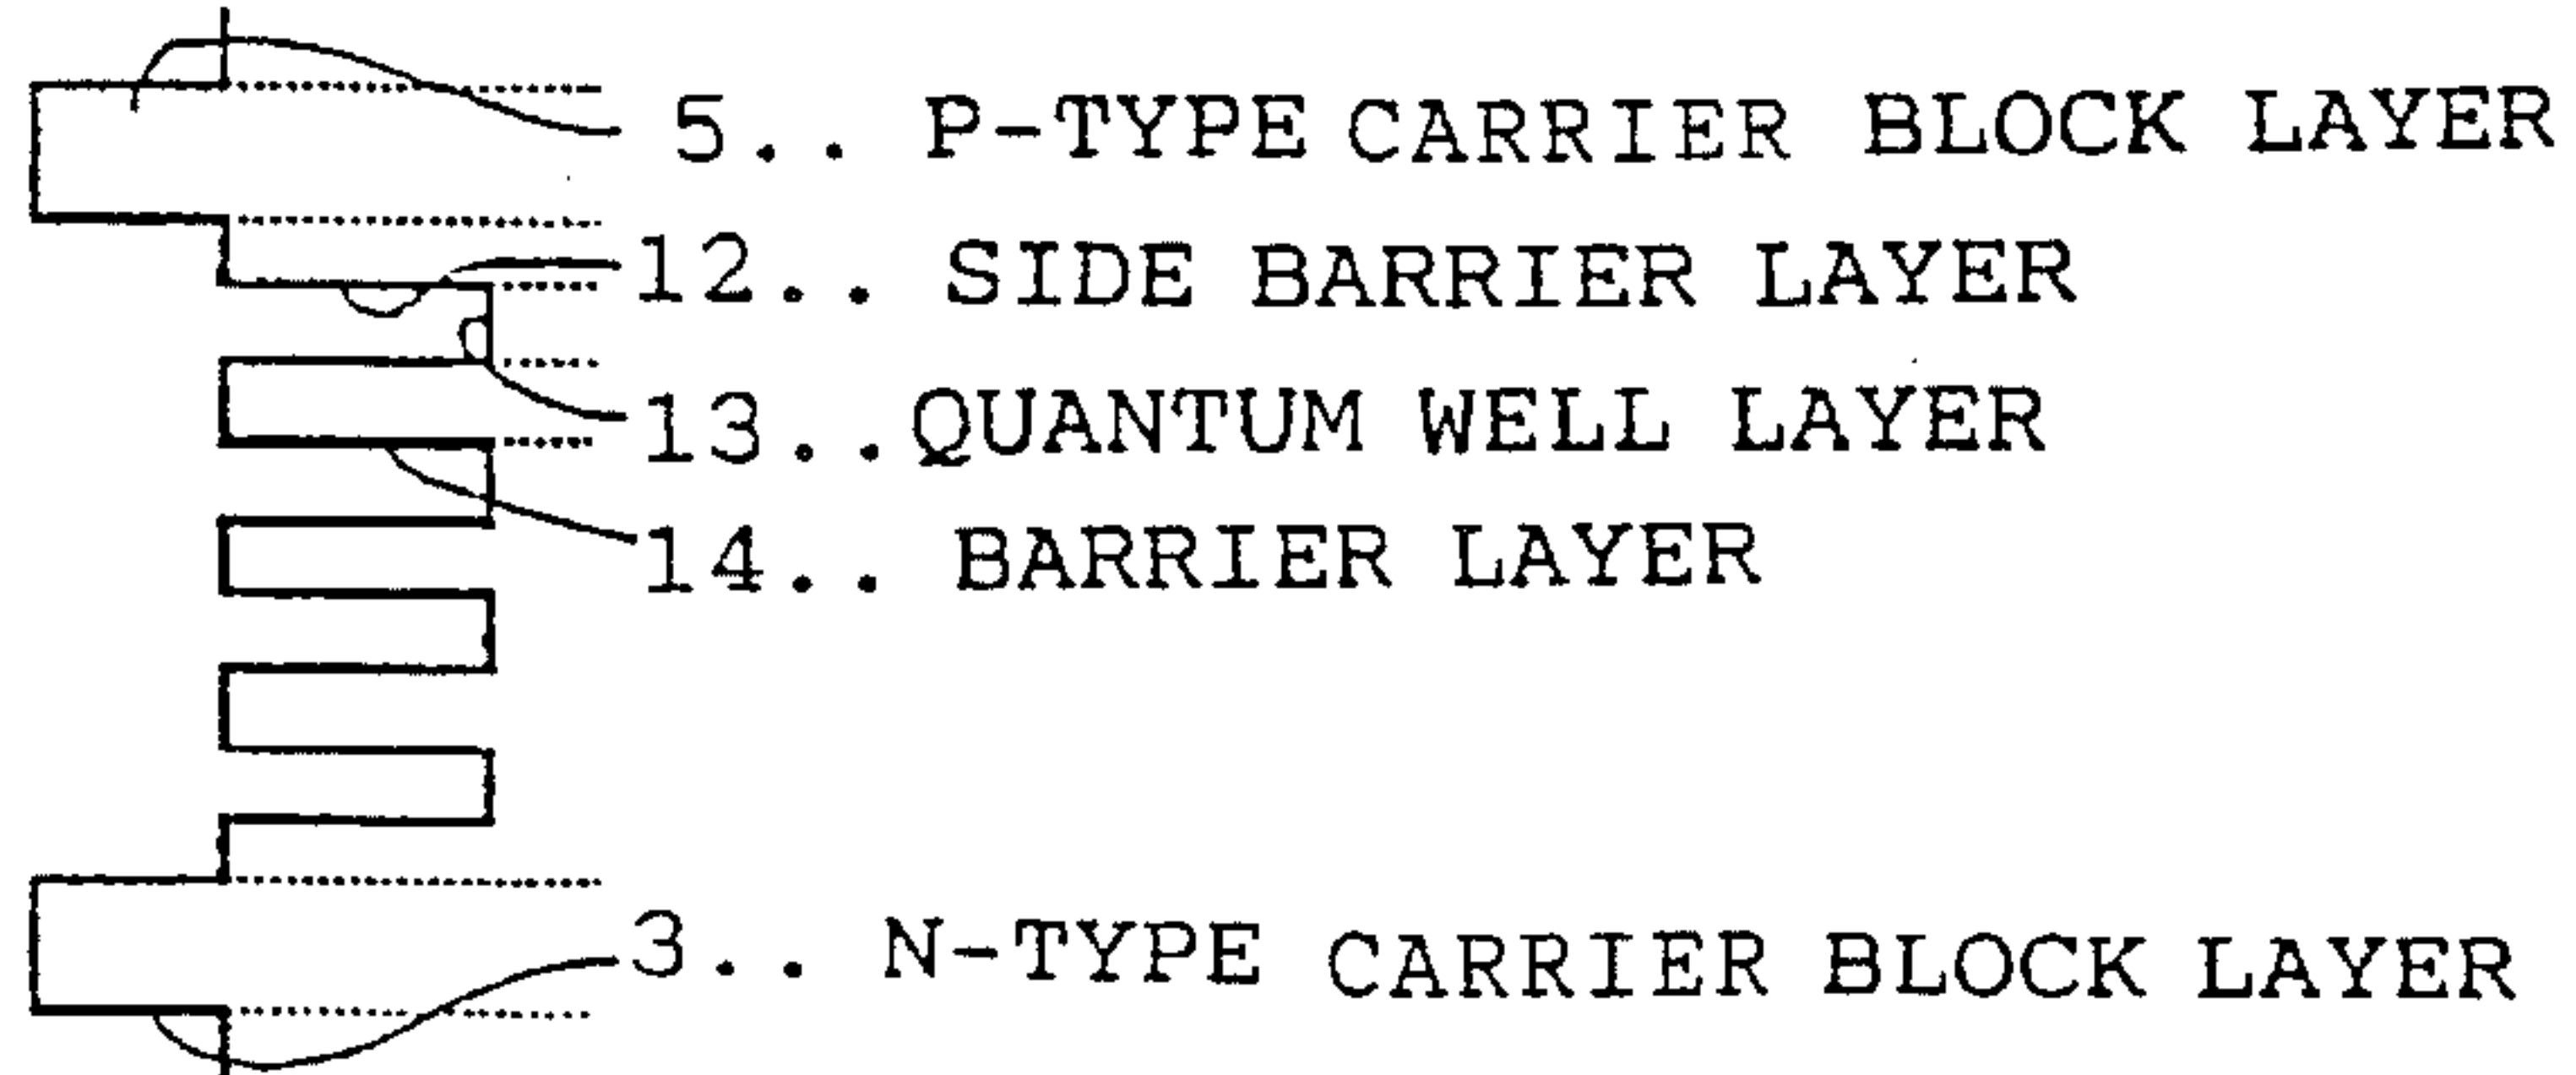 5.. P-TYPE CARRIER BLOCK LAYER
12.. SIDE BARRIER LAYER
13..QUANTUM WELL LAYER
14.. BARRIER LAYER
3.. N-TYPE CARRIER BLOCK LAYER